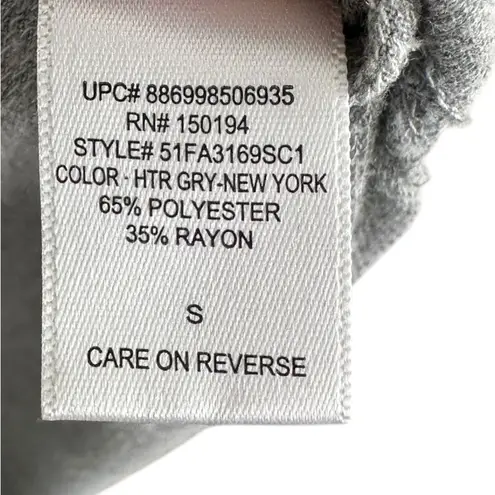 UPC# 886998506935
RN# 150194
STYLE# 51FA3169SC1
COLOR · HTR GRY-NEW YORK
65% POLYESTER
35% RAYON
S
CARE ON REVERSE